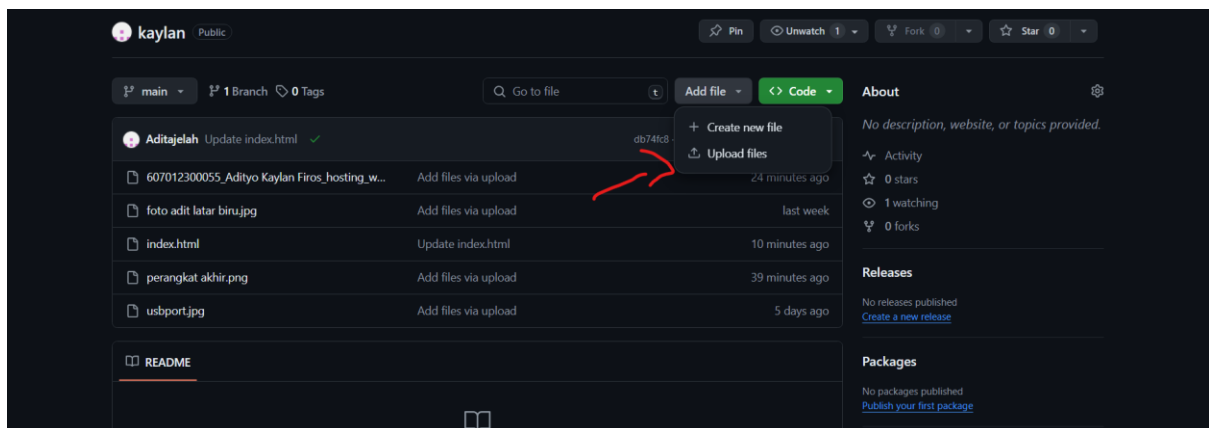 kaylan Public
Pin
Unwatch 1
Fork 0
Star 0
main
1 Branch
0 Tags
Go to file
t
Add file
<> Code
Create new file
Upload files
Aditajelah Update index.html
db74fc8
607012300055_Adityo Kaylan Firos_hosting_w... Add files via upload 24 minutes ago
foto adit latar biru.jpg Add files via upload last week
index.html Update index.html 10 minutes ago
perangkat akhir.png Add files via upload 39 minutes ago
usbport.jpg Add files via upload 5 days ago
README
About
No description, website, or topics provided.
Activity
0 stars
1 watching
0 forks
Releases
No releases published
Create a new release
Packages
No packages published
Publish your first package